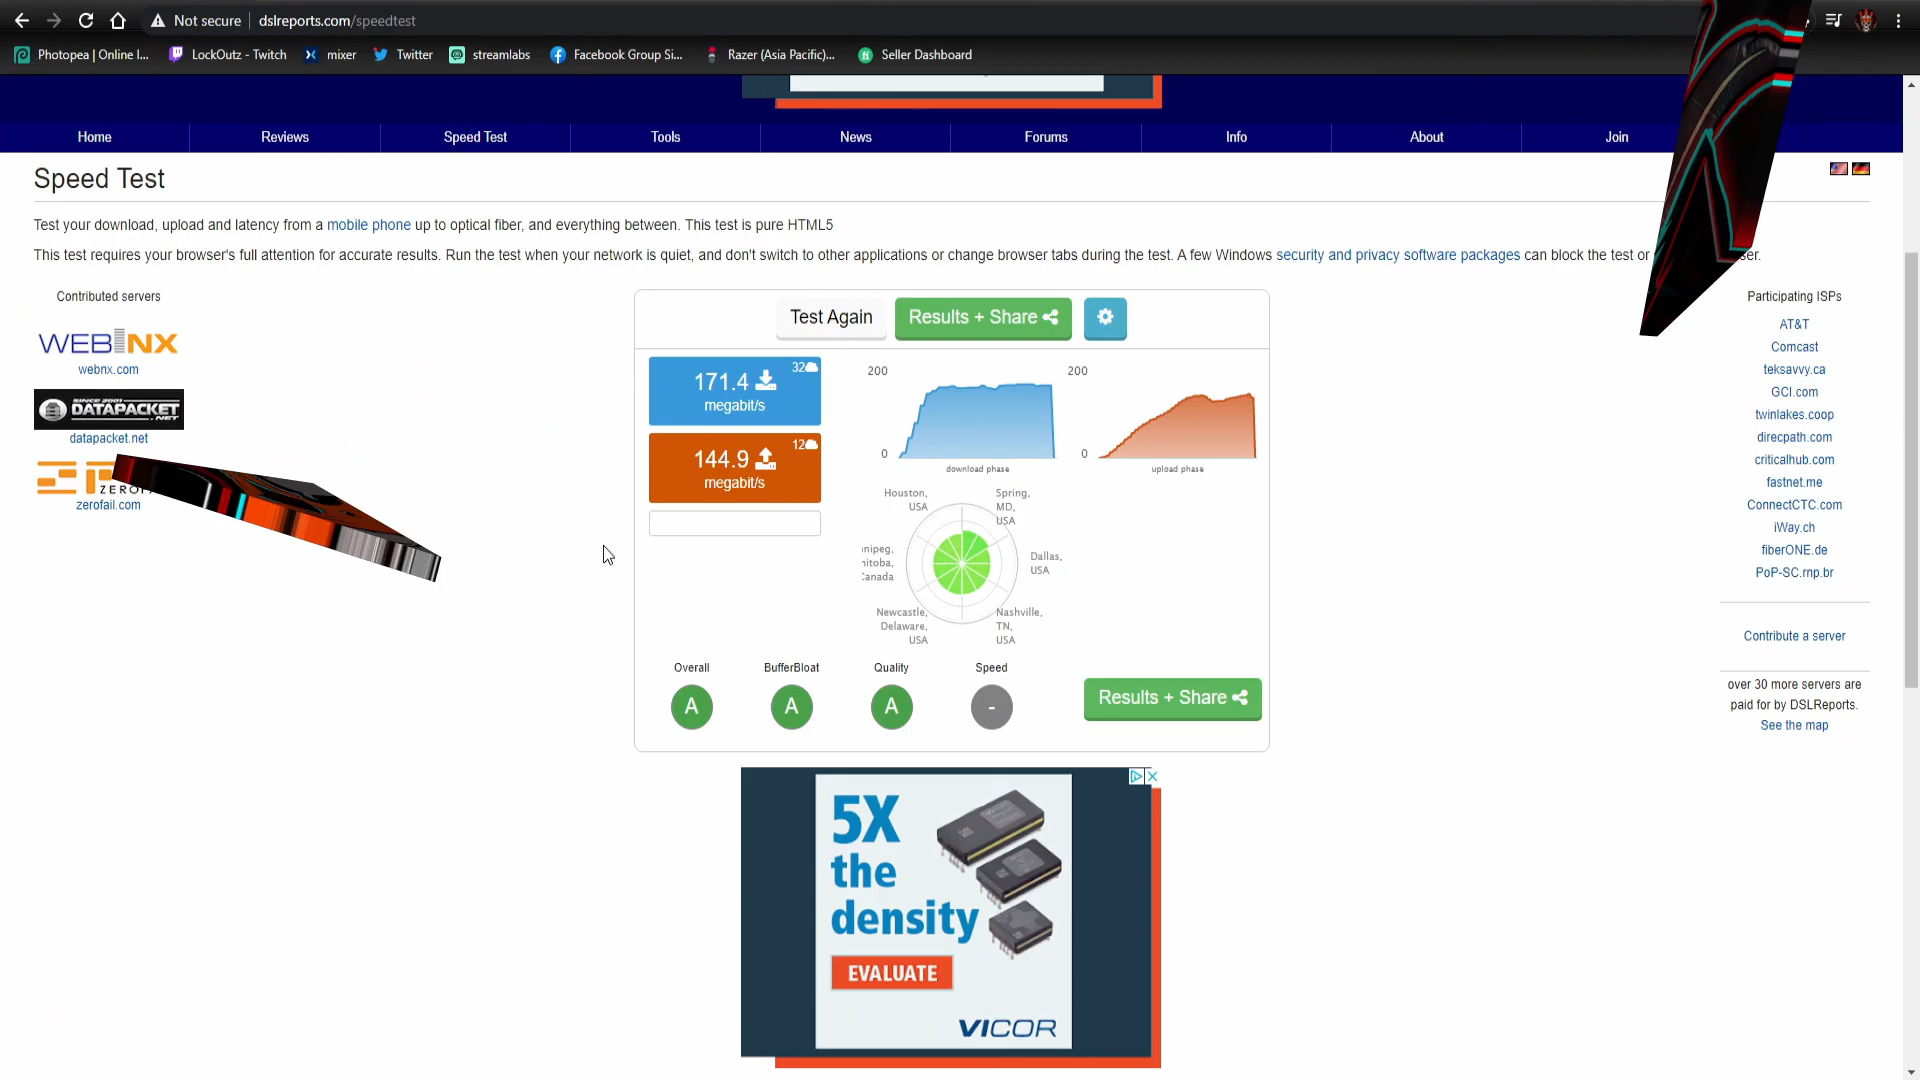 Not secure
dslreports.com/speedtest
Photopea | Online I...
LockOutz - Twitch
mixer
Twitter
streamlabs
Facebook Group Si...
Razer (Asia Pacific)...
Seller Dashboard
Home
Reviews
Speed Test
Tools
News
Forums
Info
About
Join
Speed Test
Test your download, upload and latency from a mobile phone up to optical fiber, and everything between. This test is pure HTML5
This test requires your browser's full attention for accurate results. Run the test when your network is quiet, and don't switch to other applications or change browser tabs during the test. A few Windows security and privacy software packages can block the test or
Contributed servers
WEBNX
webnx.com
SINCE 2001
DATAPACKET.NET
datapacket.net
zerofail.com
Test Again
Results + Share
171.4
32
megabit/s
144.9
12
megabit/s
200
0
download phase
200
0
upload phase
Houston,
USA
Spring,
MD,
USA
Dallas,
USA
Nashville,
TN,
USA
Newcastle,
Delaware,
USA
nipeg,
nitoba,
Canada
Overall
BufferBloat
Quality
Speed
A
A
A
-
Results + Share
Participating ISPs
AT&T
Comcast
teksavvy.ca
GCI.com
twinlakes.coop
direcpath.com
criticalhub.com
fastnet.me
ConnectCTC.com
iWay.ch
fiberONE.de
PoP-SC.rnp.br
Contribute a server
over 30 more servers are
paid for by DSLReports.
See the map
5X
the
density
EVALUATE
VICOR